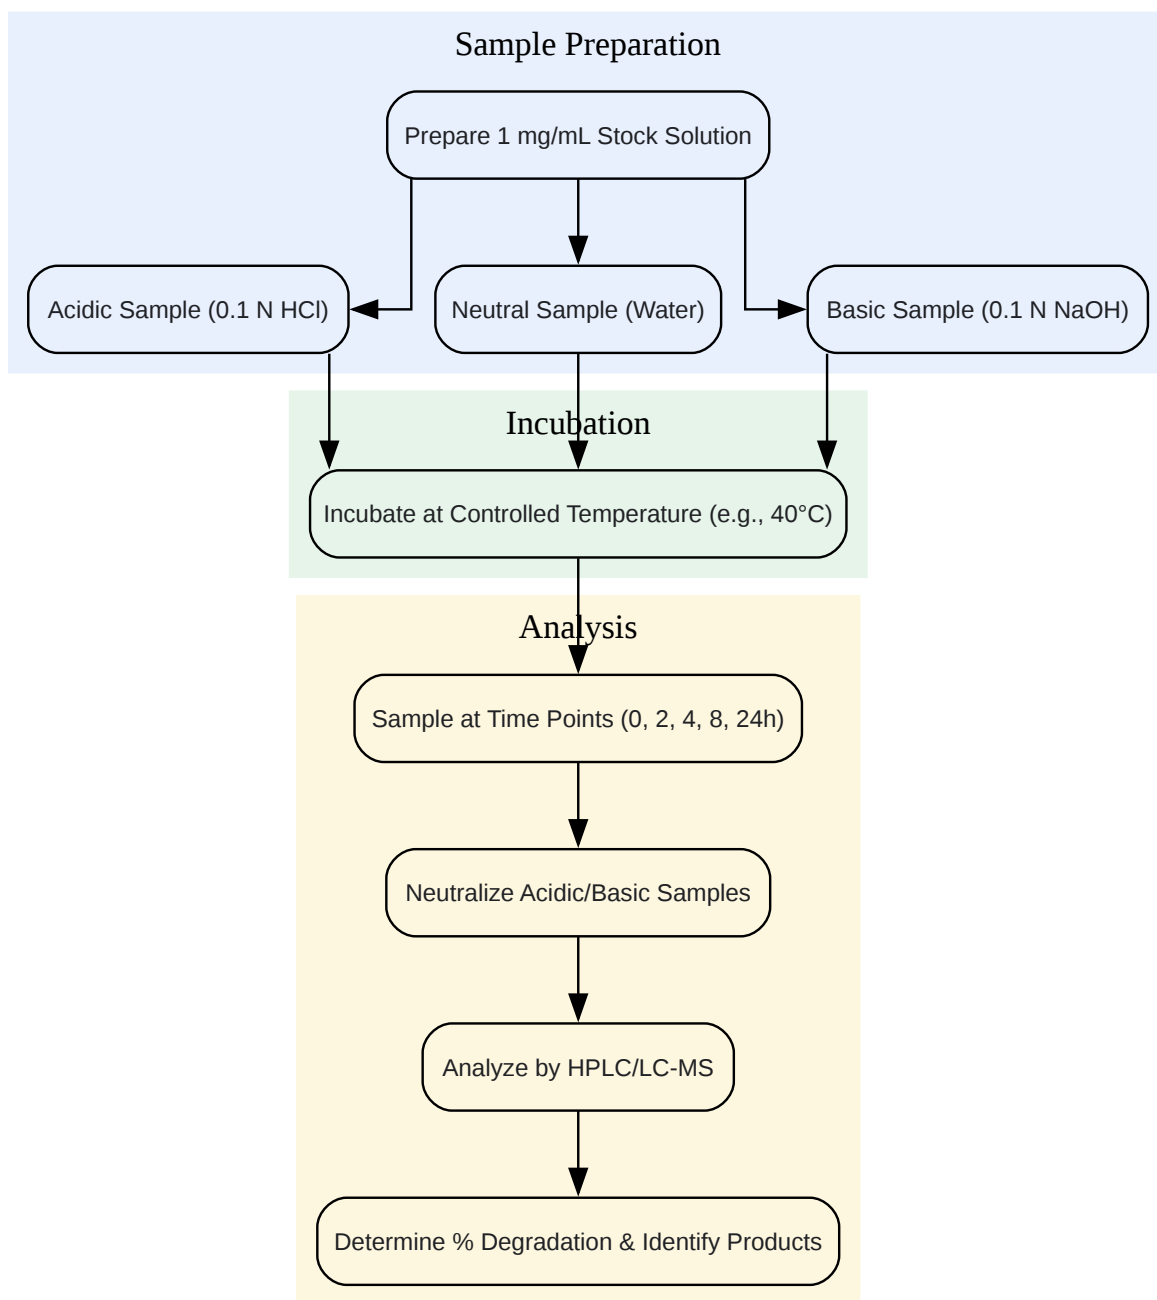 Sample Preparation
Prepare 1 mg/mL Stock Solution
Acidic Sample (0.1 N HCl)
Neutral Sample (Water)
Basic Sample (0.1 N NaOH)
Incubation
Incubate at Controlled Temperature (e.g., 40°C)
Analysis
Sample at Time Points (0, 2, 4, 8, 24h)
Neutralize Acidic/Basic Samples
Analyze by HPLC/LC-MS
Determine % Degradation & Identify Products